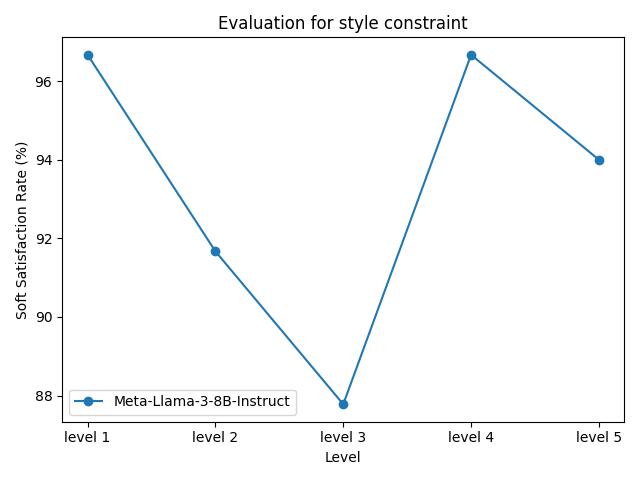 Evaluation for style constraint
Soft Satisfaction Rate (%)
96
94
92
90
88
Meta-Llama-3-8B-Instruct
level 1
level 2
level 3
level 4
level 5
Level